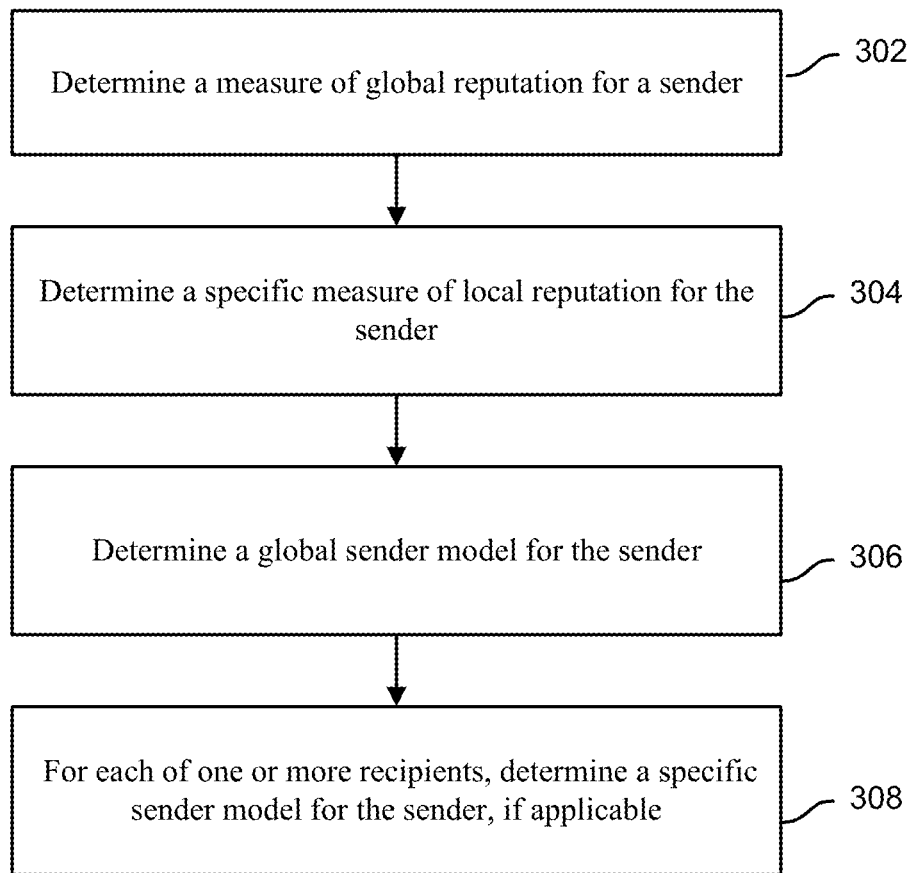 Determine a measure of global reputation for a sender
302
Determine a specific measure of local reputation for the
sender
304
Determine a global sender model for the sender
306
For each of one or more recipients, determine a specific
sender model for the sender, if applicable
308